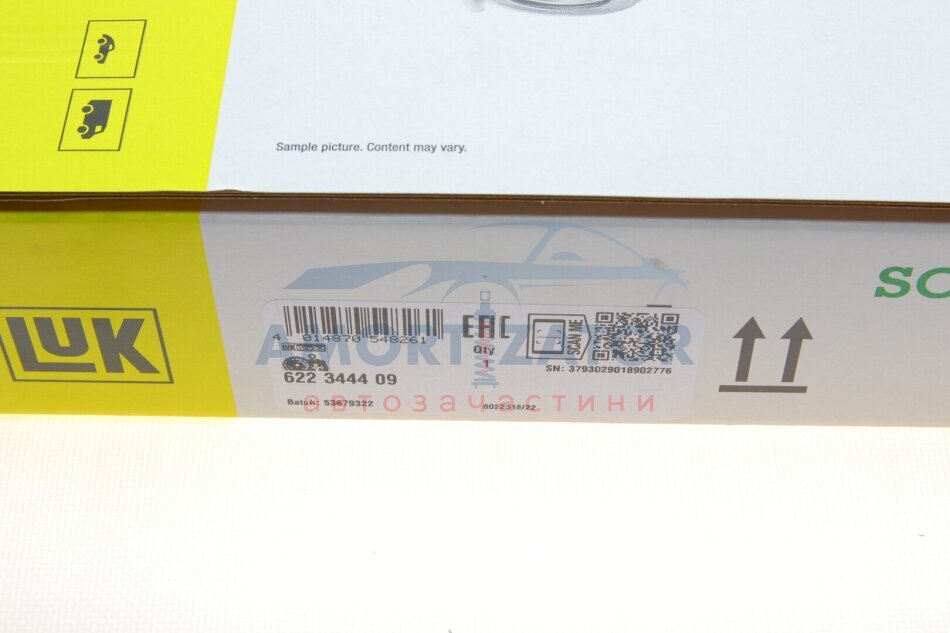 Sample picture. Content may vary.
LUK
SC
4 014870 548261
EAC
QTY
1
SCAN ME
SN: 3793029018902776
622 3444 09
Batch: 53679322
6022318/22
AMORTIZATOR
автозапчастини